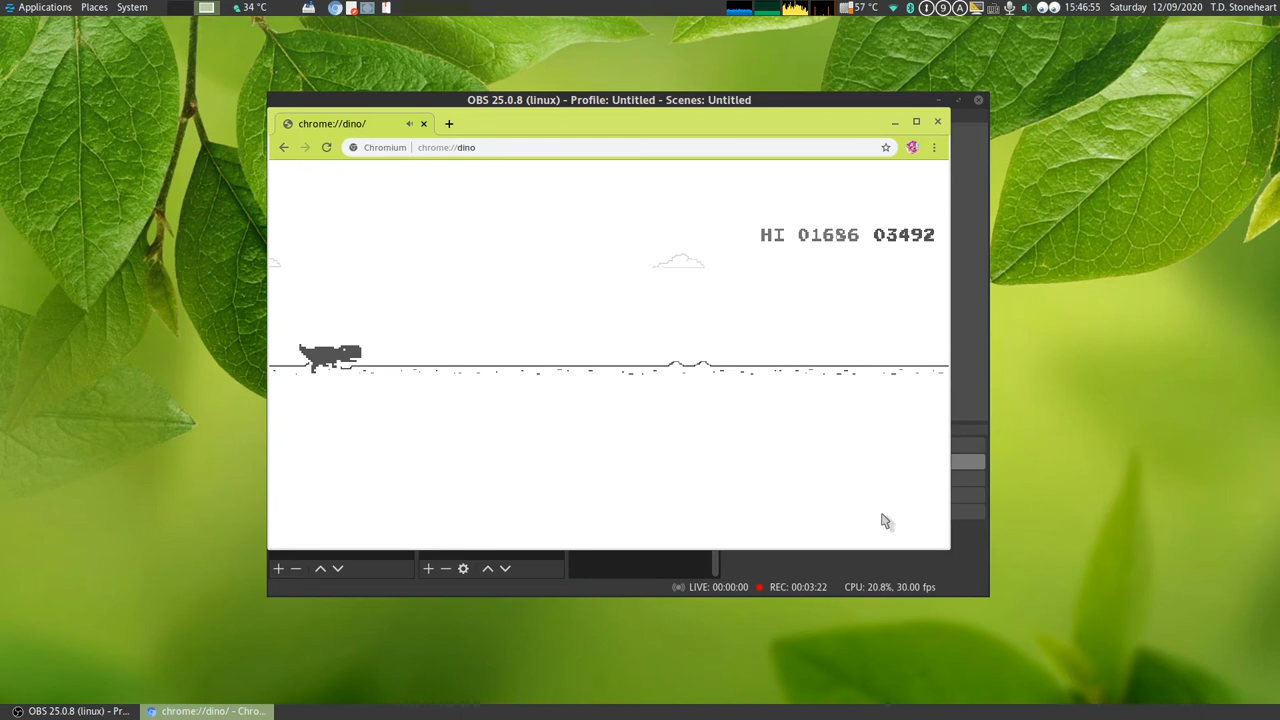 Applications Places System 34 °C 57 °C 15:46:55 Saturday 12/09/2020 T.D. Stoneheart
OBS 25.0.8 (linux) - Profile: Untitled - Scenes: Untitled
chrome://dino/
Chromium chrome://dino
HI 01686 03492
LIVE: 00:00:00 REC: 00:03:22 CPU: 20.8%, 30.00 fps
OBS 25.0.8 (linux) - Pr... chrome://dino/ - Chro...